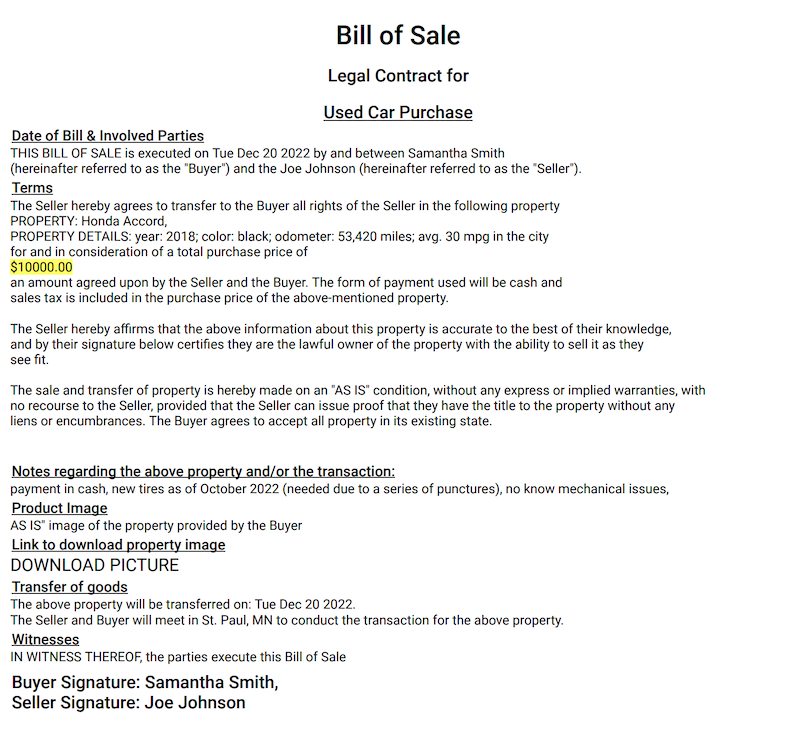 Bill of Sale
Legal Contract for
Used Car Purchase
Date of Bill & Involved Parties
THIS BILL OF SALE is executed on Tue Dec 20 2022 by and between Samantha Smith
(hereinafter referred to as the "Buyer") and the Joe Johnson (hereinafter referred to as the "Seller").
Terms
The Seller hereby agrees to transfer to the Buyer all rights of the Seller in the following property
PROPERTY: Honda Accord,
PROPERTY DETAILS: year: 2018; color: black; odometer: 53,420 miles; avg. 30 mpg in the city
for and in consideration of a total purchase price of
$10000.00
an amount agreed upon by the Seller and the Buyer. The form of payment used will be cash and
sales tax is included in the purchase price of the above-mentioned property.
The Seller hereby affirms that the above information about this property is accurate to the best of their knowledge,
and by their signature below certifies they are the lawful owner of the property with the ability to sell it as they
see fit.
The sale and transfer of property is hereby made on an "AS IS" condition, without any express or implied warranties, with
no recourse to the Seller, provided that the Seller can issue proof that they have the title to the property without any
liens or encumbrances. The Buyer agrees to accept all property in its existing state.
Notes regarding the above property and/or the transaction:
payment in cash, new tires as of October 2022 (needed due to a series of punctures), no know mechanical issues,
Product Image
AS IS" image of the property provided by the Buyer
Link to download property image
DOWNLOAD PICTURE
Transfer of goods
The above property will be transferred on: Tue Dec 20 2022.
The Seller and Buyer will meet in St. Paul, MN to conduct the transaction for the above property.
Witnesses
IN WITNESS THEREOF, the parties execute this Bill of Sale
Buyer Signature: Samantha Smith,
Seller Signature: Joe Johnson